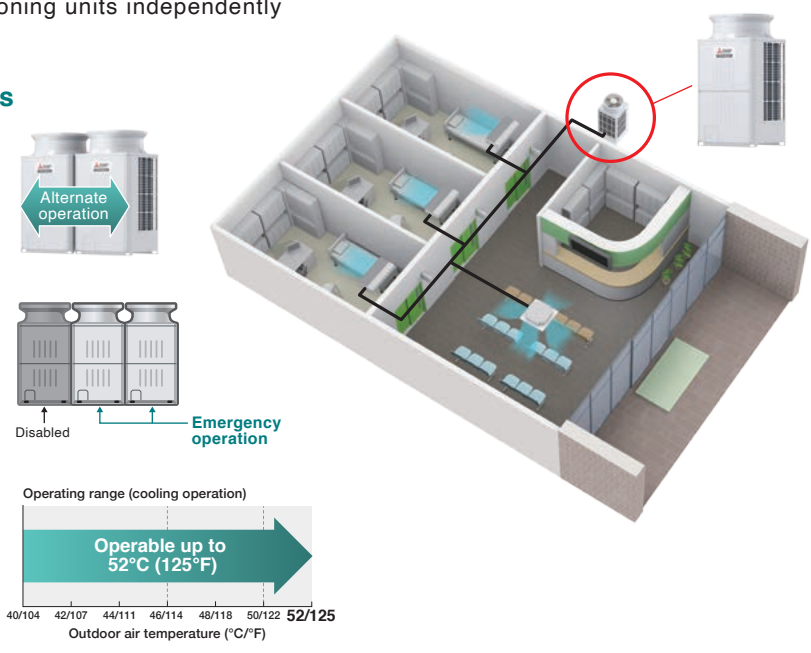 oning units independently
s
Alternate
operation
Disabled
Emergency
operation
Operating range (cooling operation)
Operable up to
52°C (125°F)
40/104 42/107 44/111 46/114 48/118 50/122 52/125
Outdoor air temperature (°C/°F)